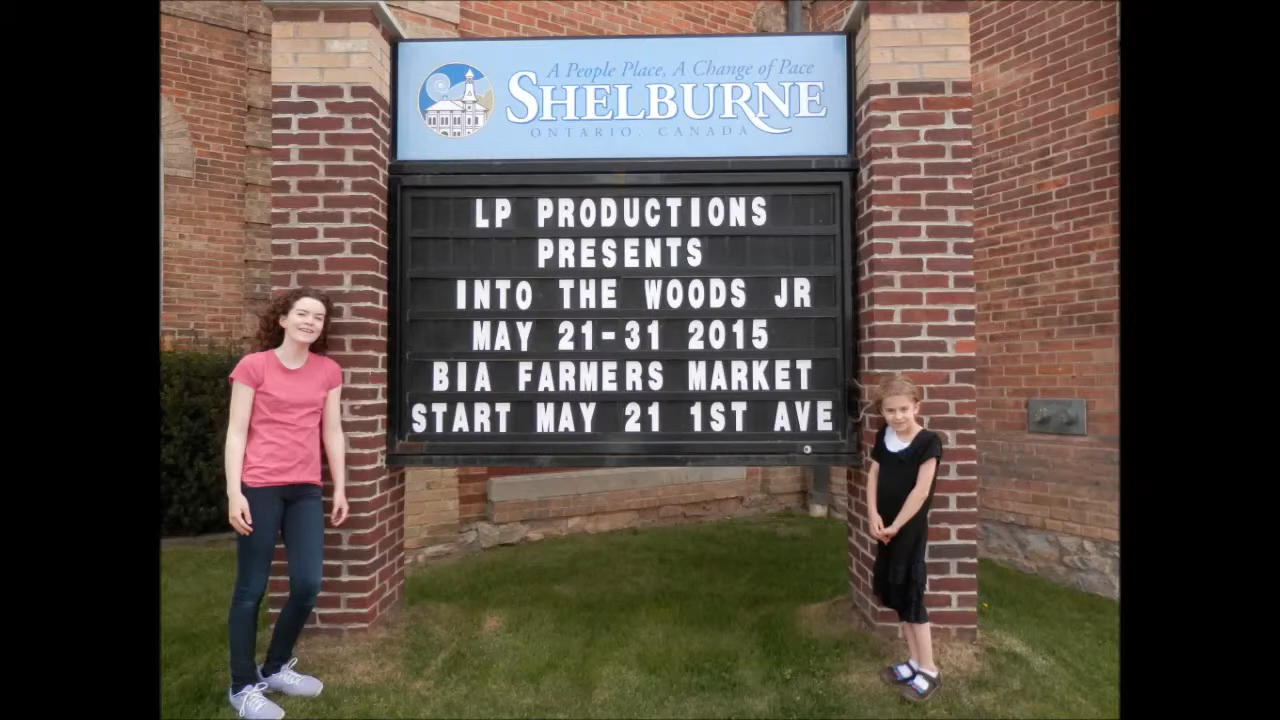 A People Place, A Change of Pace
SHELBURNE
ONTARIO, CANADA
LP PRODUCTIONS
PRESENTS
INTO THE WOODS JR
MAY 21-31 2015
BIA FARMERS MARKET
START MAY 21 1ST AVE